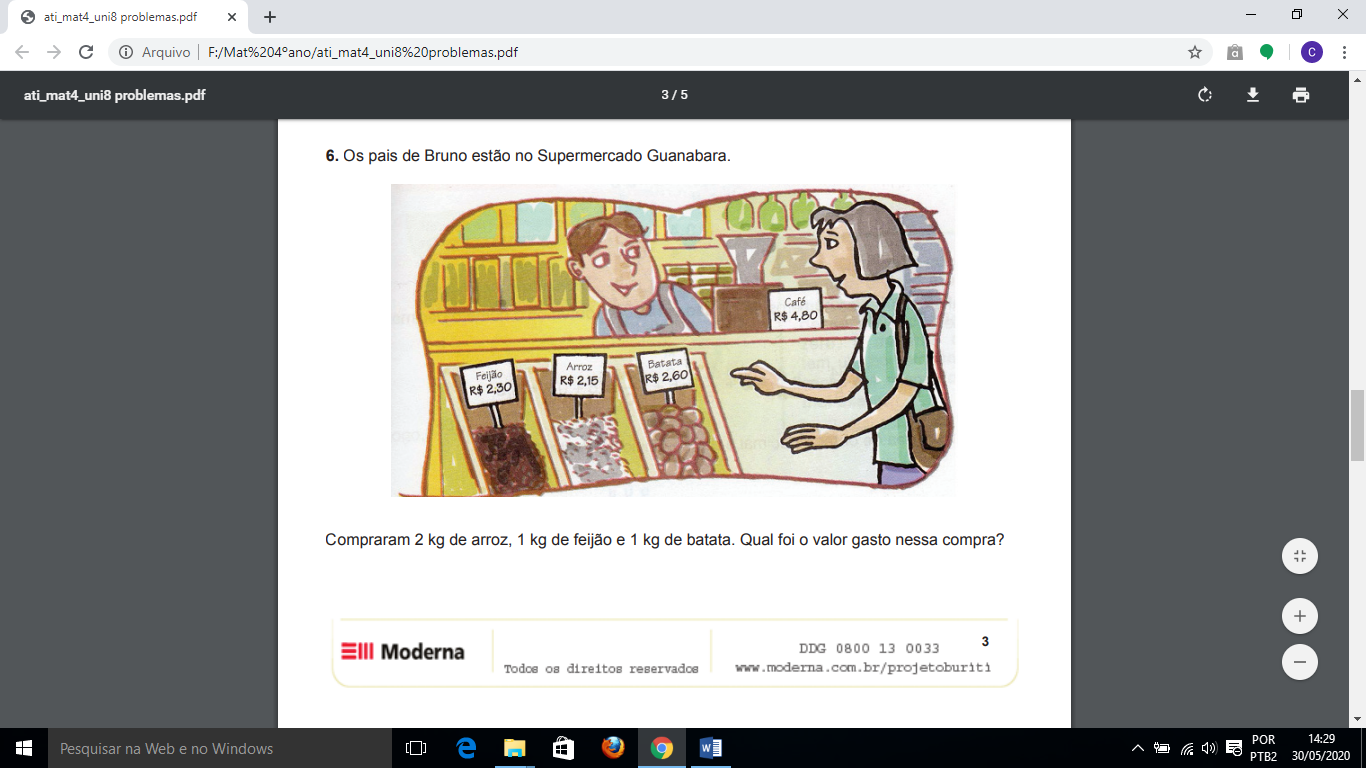 ati_mat4_uni8 problemas.pdf
Arquivo
F:/Mat%204ºano/ati_mat4_uni8%20problemas.pdf
C
ati_mat4_uni8 problemas.pdf
3 / 5
6. Os pais de Bruno estão no Supermercado Guanabara.
Café
R$ 4,80
Feijão
R$ 2,30
Arroz
R$ 2,15
Batata
R$ 2,60
Compraram 2 kg de arroz, 1 kg de feijão e 1 kg de batata. Qual foi o valor gasto nessa compra?
Moderna
Todos os direitos reservados
DDG 0800 13 0033
www.moderna.com.br/projetoburiti
3
Pesquisar na Web e no Windows
POR
PTB2
14:29
30/05/2020